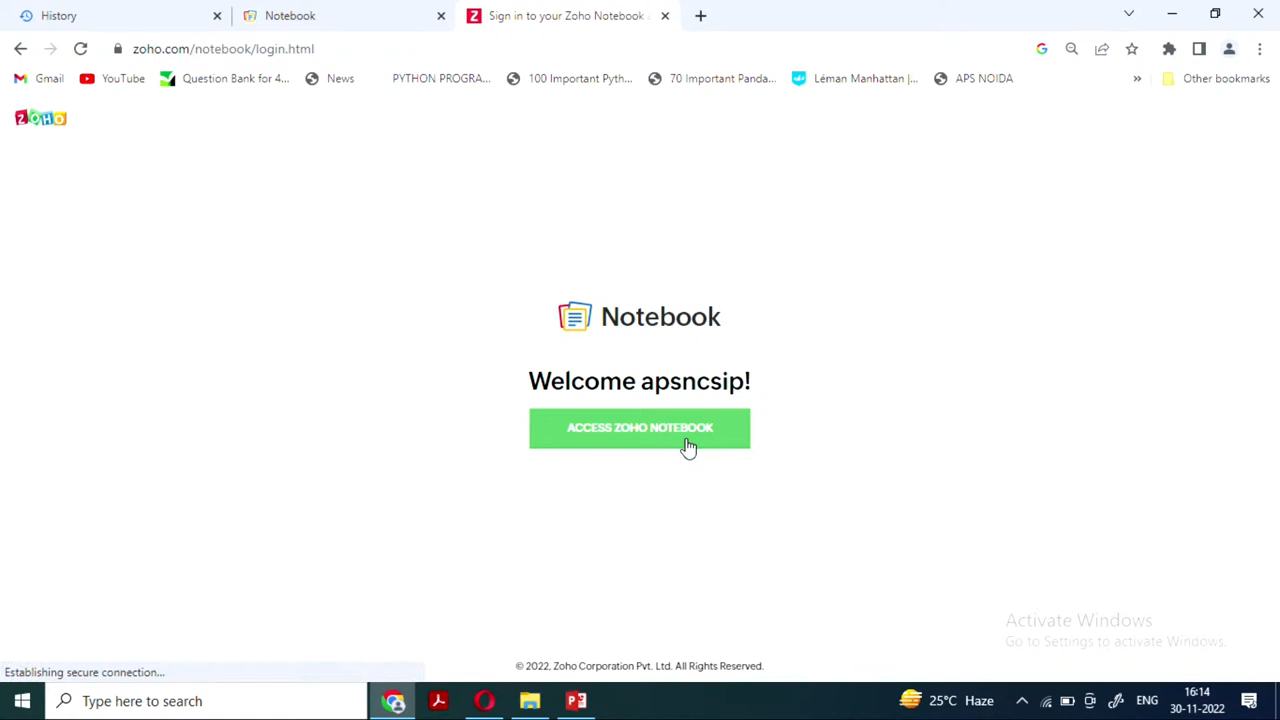 History
Notebook
Sign in to your Zoho Notebook
zoho.com/notebook/login.html
Gmail
YouTube
Question Bank for 4...
News
PYTHON PROGRA...
100 Important Pyth...
70 Important Panda...
Léman Manhattan |...
APS NOIDA
»
Other bookmarks
ZOHO
Notebook
Welcome apsncsip!
ACCESS ZOHO NOTEBOOK
Activate Windows
Go to Settings to activate Windows.
Establishing secure connection...
© 2022, Zoho Corporation Pvt. Ltd. All Rights Reserved.
Type here to search
25°C Haze
ENG
16:14
30-11-2022